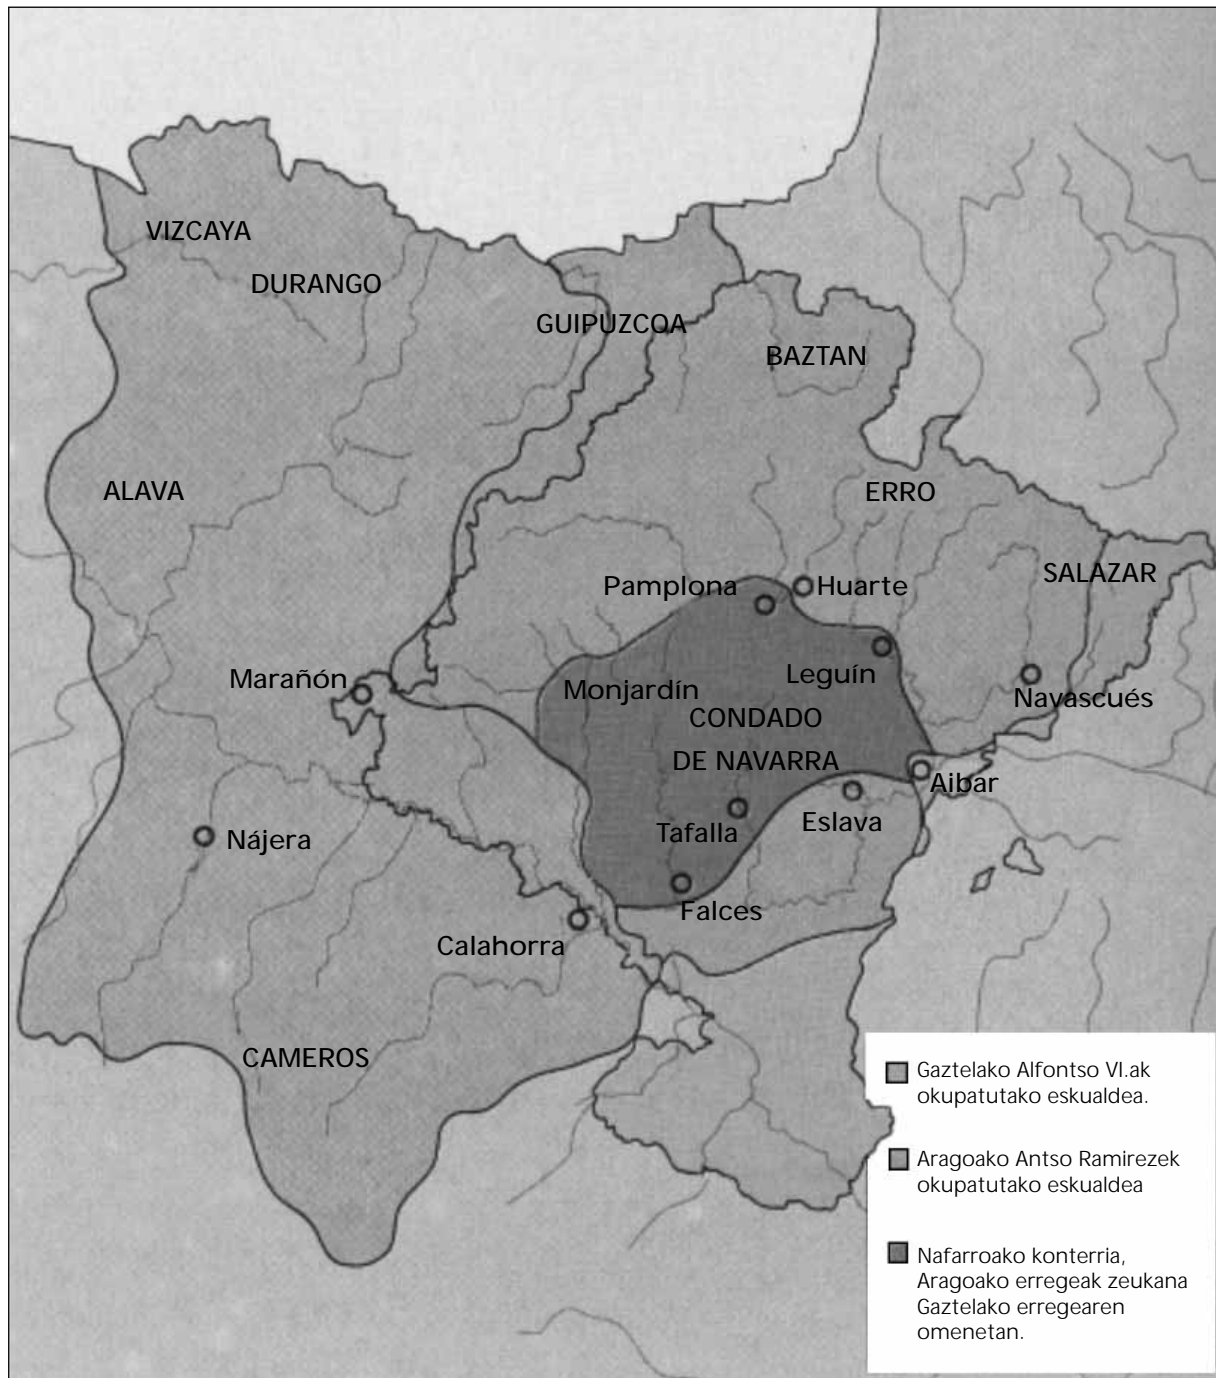 VIZCAYA
DURANGO
GUIPUZCOA
BAZTAN
ALAVA
ERRO
SALAZAR
Pamplona
Huarte
Leguín
Marañón
Monjardín
Navascués
CONDADO
DE NAVARRA
Aibar
Tafalla
Eslava
Nájera
Falces
Calahorra
CAMEROS
Gaztelako Alfontso VI.ak
okupatutako eskualdea.
Aragoako Antso Ramirezek
okupatutako eskualdea
Nafarroako konterria,
Aragoako erregeak zeukana
Gaztelako erregearen
omenetan.